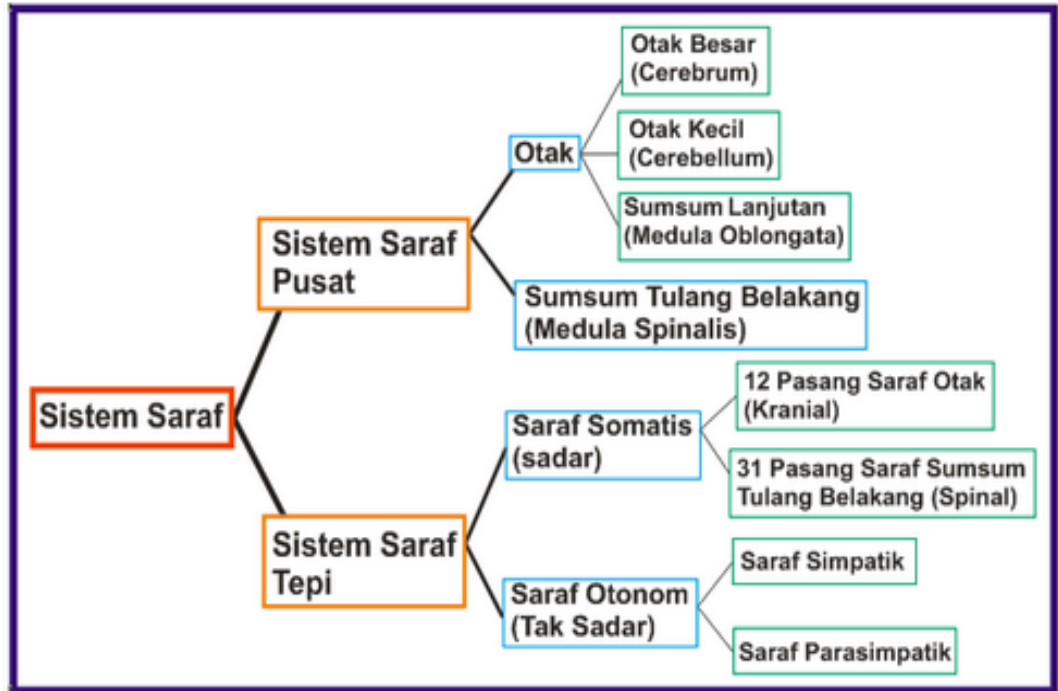 Otak Besar
(Cerebrum)
Otak Kecil
(Cerebellum)
Otak
Sumsum Lanjutan
(Medula Oblongata)
Sistem Saraf
Pusat
Sumsum Tulang Belakang
(Medula Spinalis)
Sistem Saraf
12 Pasang Saraf Otak
(Kranial)
Saraf Somatis
(sadar)
31 Pasang Saraf Sumsum
Tulang Belakang (Spinal)
Sistem Saraf
Tepi
Saraf Simpatik
Saraf Otonom
(Tak Sadar)
Saraf Parasimpatik